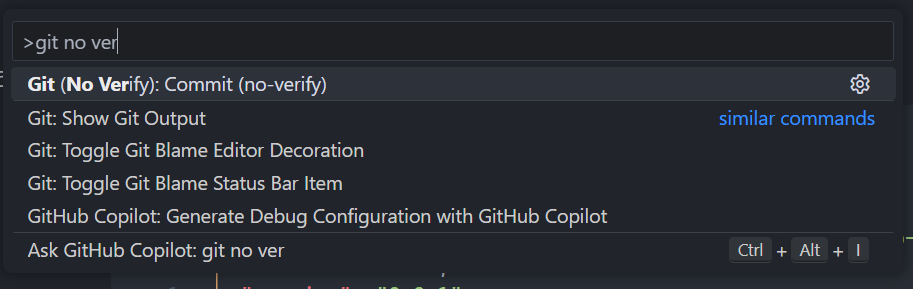 >git no ver
Git (No Verify): Commit (no-verify)
Git: Show Git Output similar commands
Git: Toggle Git Blame Editor Decoration
Git: Toggle Git Blame Status Bar Item
GitHub Copilot: Generate Debug Configuration with GitHub Copilot
Ask GitHub Copilot: git no ver Ctrl + Alt + I